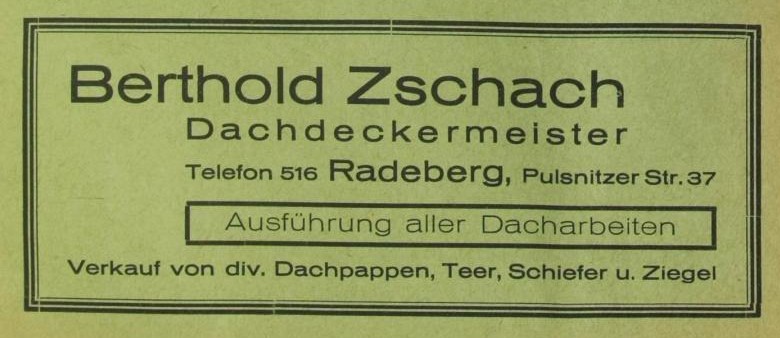 Berthold Zschach
Dachdeckermeister
Telefon 516 Radeberg, Pulsnitzer Str. 37
Ausführung aller Dacharbeiten
Verkauf von div. Dachpappen, Teer, Schiefer u. Ziegel